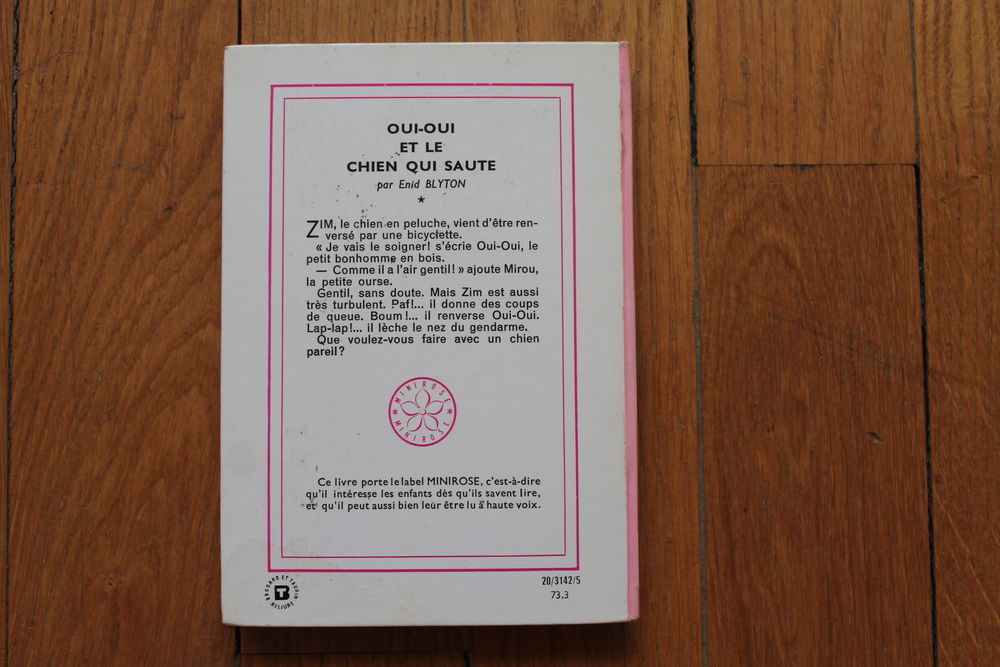 OUI-OUI
ET LE
CHIEN QUI SAUTE
par Enid BLYTON
★
ZIM, le chien en peluche, vient d'être ren-
versé par une bicyclette.
« Je vais le soigner! s'écrie Oui-Oui, le
petit bonhomme en bois.
— Comme il a l'air gentil! » ajoute Mirou,
la petite ourse.
Gentil, sans doute. Mais Zim est aussi
très turbulent. Paf!... il donne des coups
de queue. Boum!... il renverse Oui-Oui.
Lap-lap!... il lèche le nez du gendarme.
Que voulez-vous faire avec un chien
pareil?
MINIROSE * MINIROSE *
Ce livre porte le label MINIROSE, c'est-à-dire
qu'il intéresse les enfants dès qu'ils savent lire,
et qu'il peut aussi bien leur être lu à haute voix.
BRODARD ET TAUPIN
BT
RELIURE
20/3142/5
73.3